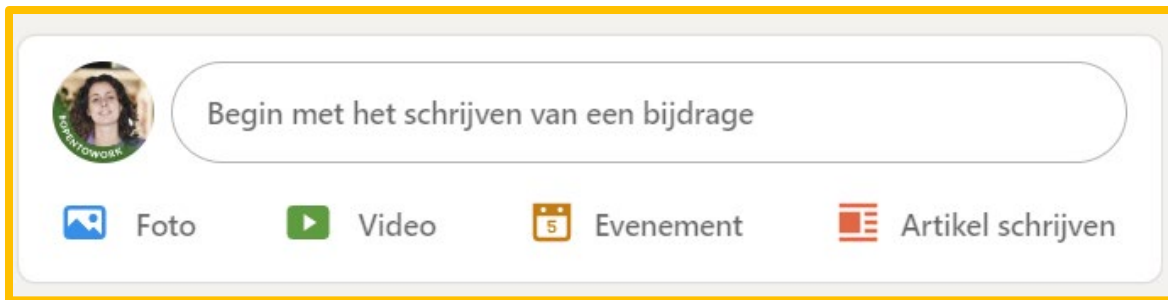 Begin met het schrijven van een bijdrage
#OPENTOWORK
5
Foto
Video
Evenement
Artikel schrijven